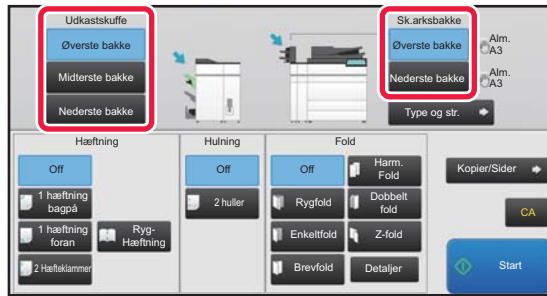 Udkastskuffe
Øverste bakke
Midterste bakke
Nederste bakke
Sk.arksbakke
Øverste bakke
Alm.
A3
Nederste bakke
Alm.
A3
Type og str.
Hæftning
Off
1 hæftning
bagpå
1 hæftning
foran
Ryg-
Hæftning
2 Hæfteklammer
Hulning
Off
2 huller
Fold
Off
Harm.
Fold
Rygfold
Dobbelt
fold
Enkeltfold
Z-fold
Brevfold
Detaljer
Kopier/Sider
CA
Start